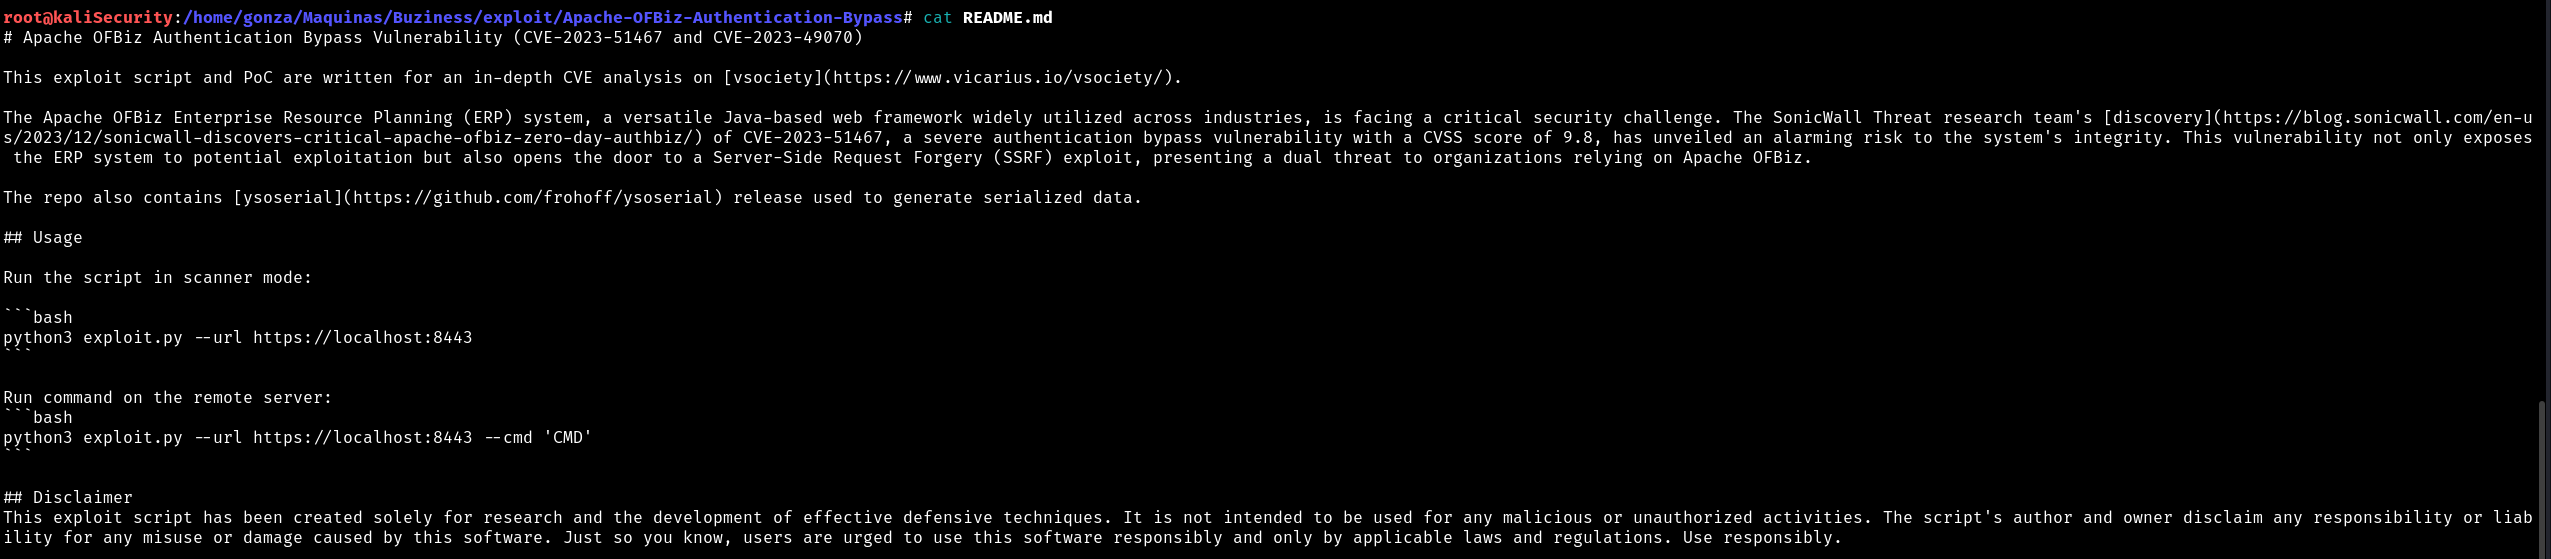 root@kaliSecurity:/home/gonza/Maquinas/Buziness/exploit/Apache-OFBiz-Authentication-Bypass# cat README.md
# Apache OFBiz Authentication Bypass Vulnerability (CVE-2023-51467 and CVE-2023-49070)
This exploit script and PoC are written for an in-depth CVE analysis on [vsociety](https://www.vicarius.io/vsociety/).
The Apache OFBiz Enterprise Resource Planning (ERP) system, a versatile Java-based web framework widely utilized across industries, is facing a critical security challenge. The SonicWall Threat research team's [discovery](https://blog.sonicwall.com/en-u
s/2023/12/sonicwall-discovers-critical-apache-ofbiz-zero-day-authbiz/) of CVE-2023-51467, a severe authentication bypass vulnerability with a CVSS score of 9.8, has unveiled an alarming risk to the system's integrity. This vulnerability not only exposes
 the ERP system to potential exploitation but also opens the door to a Server-Side Request Forgery (SSRF) exploit, presenting a dual threat to organizations relying on Apache OFBiz.
The repo also contains [ysoserial](https://github.com/frohoff/ysoserial) release used to generate serialized data.
## Usage
Run the script in scanner mode:
```bash
python3 exploit.py --url https://localhost:8443
```
Run command on the remote server:
```bash
python3 exploit.py --url https://localhost:8443 --cmd 'CMD'
```
## Disclaimer
This exploit script has been created solely for research and the development of effective defensive techniques. It is not intended to be used for any malicious or unauthorized activities. The script's author and owner disclaim any responsibility or liab
ility for any misuse or damage caused by this software. Just so you know, users are urged to use this software responsibly and only by applicable laws and regulations. Use responsibly.